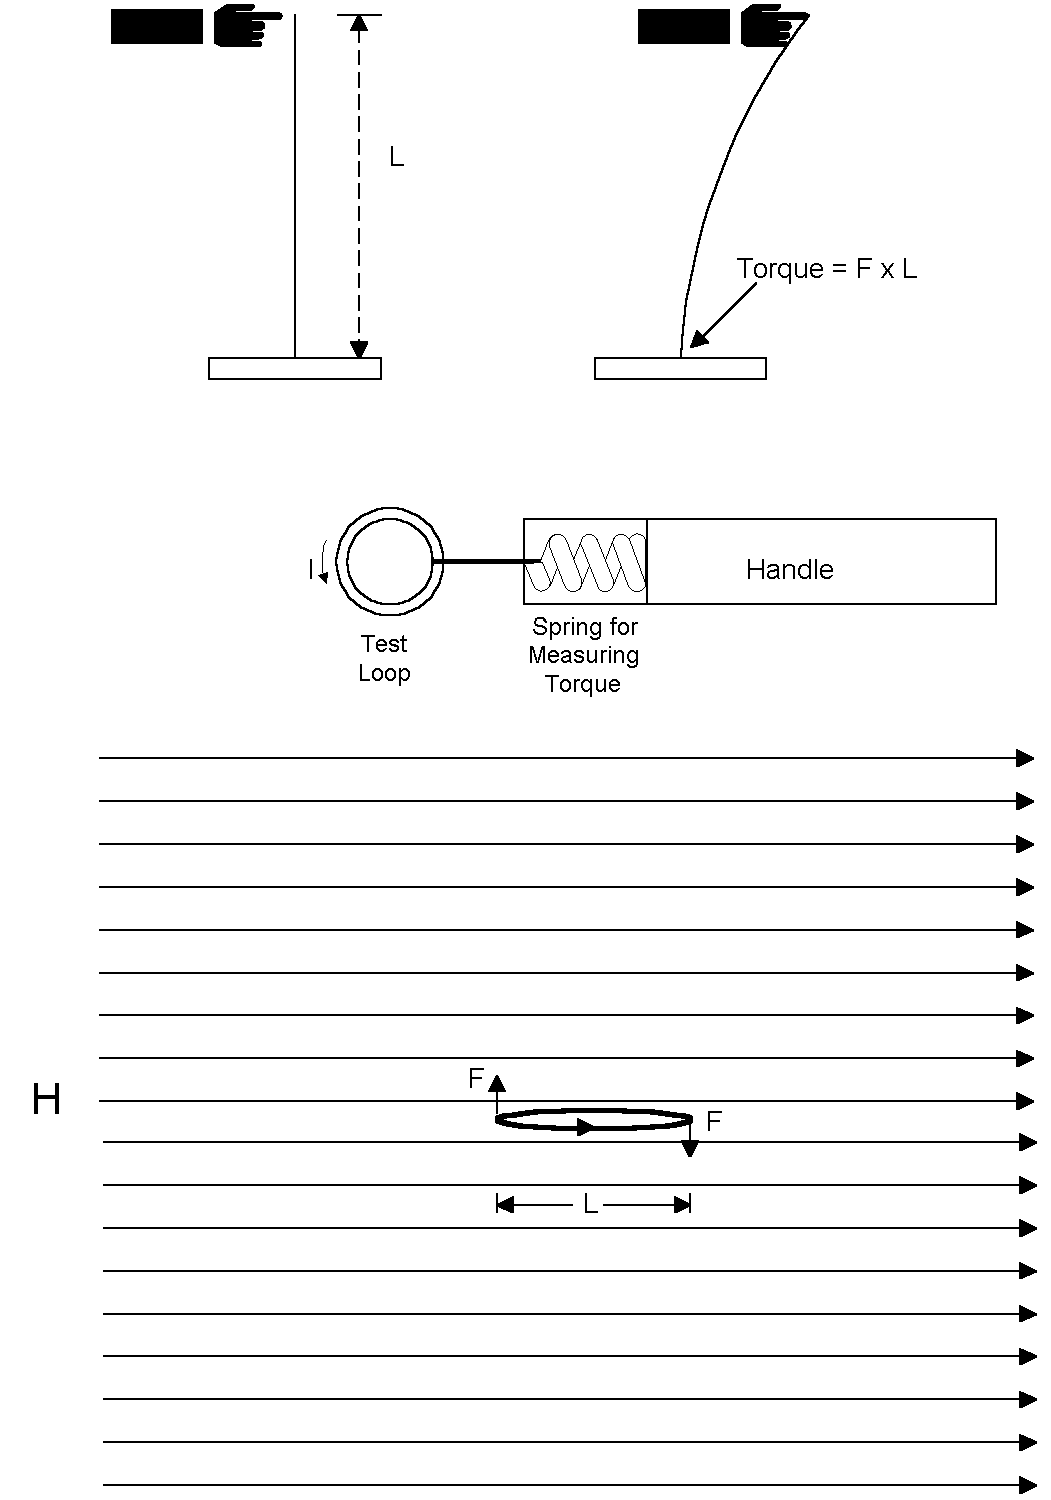 L
Torque = F x L
I
Handle
Test
Loop
Spring for
Measuring
Torque
H
F
F
L